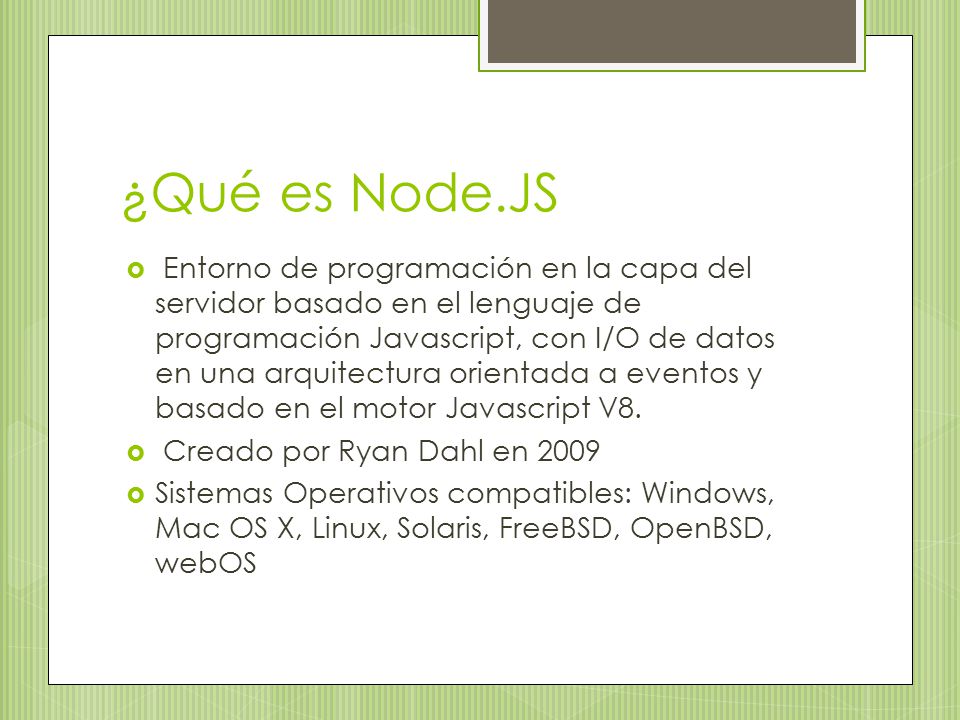 ¿Qué es Node.JS
Entorno de programación en la capa del
servidor basado en el lenguaje de
programación Javascript, con I/O de datos
en una arquitectura orientada a eventos y
basado en el motor Javascript V8.
Creado por Ryan Dahl en 2009
Sistemas Operativos compatibles: Windows,
Mac OS X, Linux, Solaris, FreeBSD, OpenBSD,
webOS